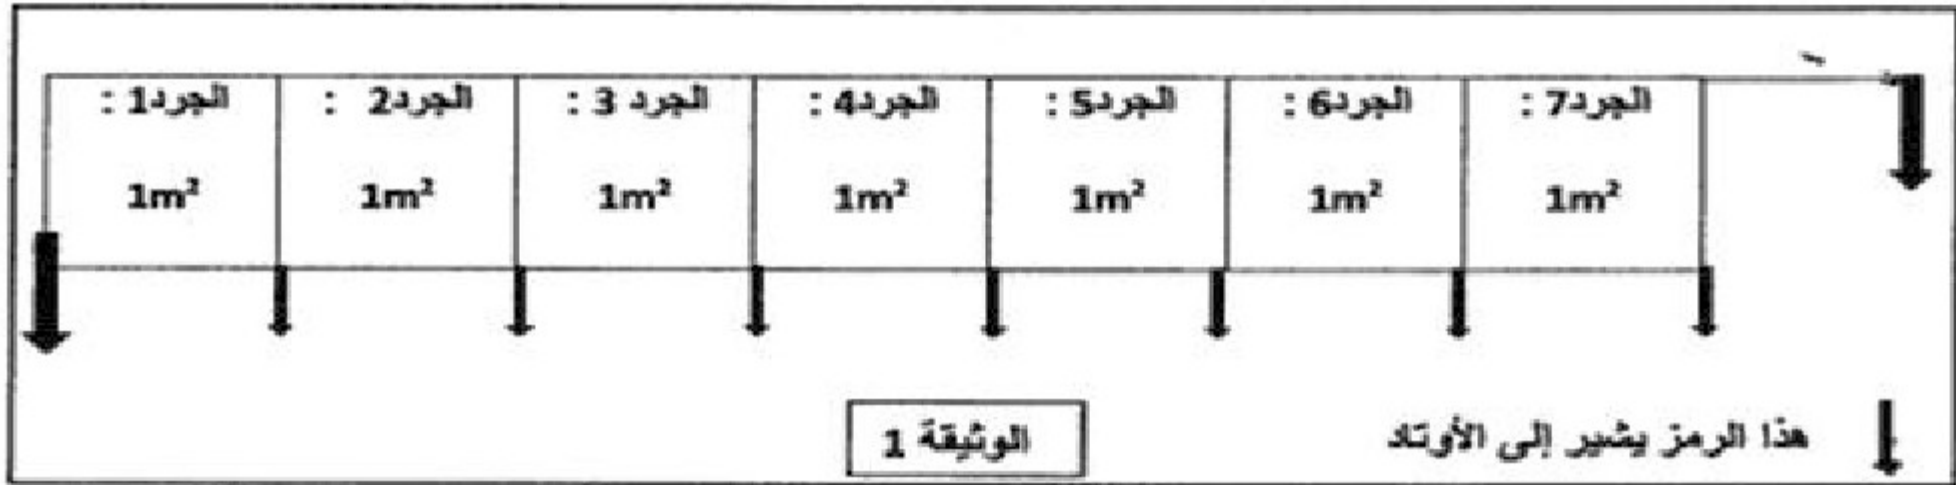 الجرد1 : الجرد2 : الجرد 3 : الجرد4 : الجرد5 : الجرد6 : الجرد7 :
1m² 1m² 1m² 1m² 1m² 1m² 1m²
هذا الرمز يشير إلى الأوتاد
الوثيقة 1